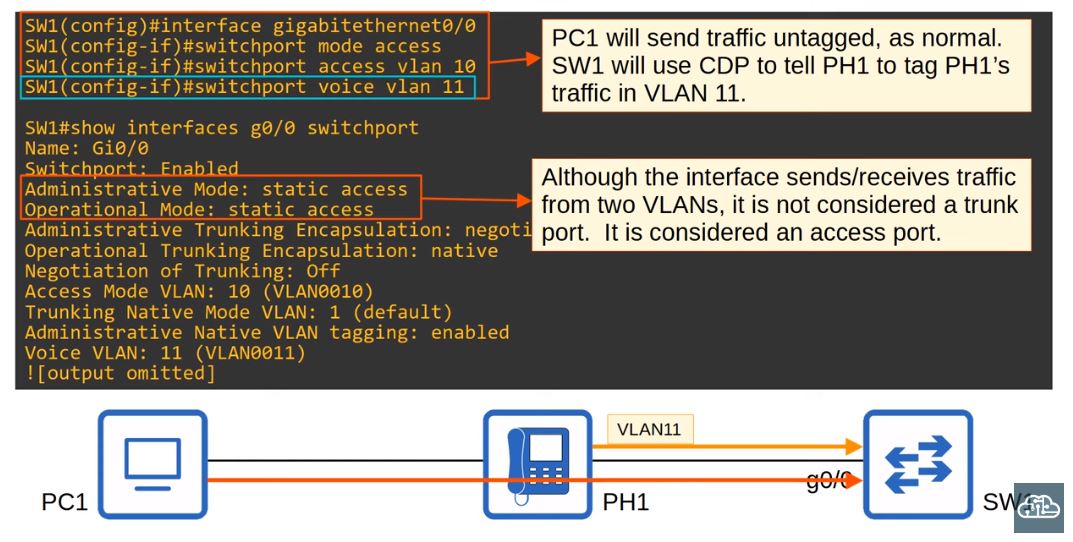 SW1(config)#interface gigabitethernet0/0
SW1(config-if)#switchport mode access
SW1(config-if)#switchport access vlan 10
SW1(config-if)#switchport voice vlan 11
PC1 will send traffic untagged, as normal.
SW1 will use CDP to tell PH1 to tag PH1's
traffic in VLAN 11.
SW1#show interfaces g0/0 switchport
Name: Gi0/0
Switchport: Enabled
Administrative Mode: static access
Operational Mode: static access
Administrative Trunking Encapsulation: negoti
Operational Trunking Encapsulation: native
Negotiation of Trunking: Off
Access Mode VLAN: 10 (VLAN0010)
Trunking Native Mode VLAN: 1 (default)
Administrative Native VLAN tagging: enabled
Voice VLAN: 11 (VLAN0011)
![output omitted]
Although the interface sends/receives traffic
from two VLANs, it is not considered a trunk
port.  It is considered an access port.
VLAN11
g0/0
PC1
PH1
SW1